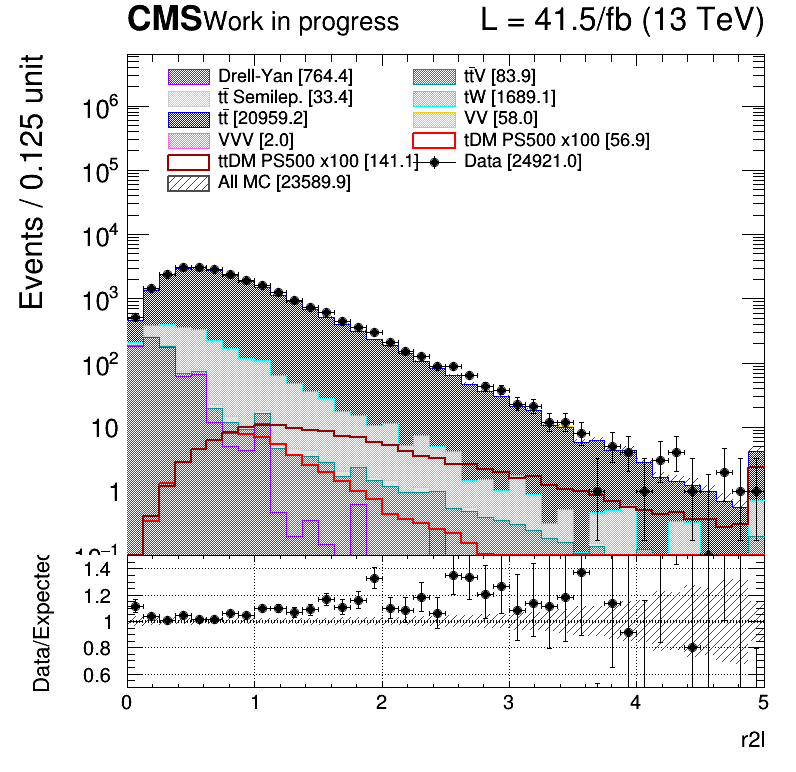 CMS Work in progress L = 41.5/fb (13 TeV)
Events / 0.125 unit
Drell-Yan [764.4] tt̄V [83.9]
tt̄ Semilep. [33.4] tW [1689.1]
tt̄ [20959.2] VV [58.0]
VVV [2.0] tDM PS500 x100 [56.9]
ttDM PS500 x100 [141.1] Data [24921.0]
All MC [23589.9]
10⁶
10⁵
10⁴
10³
10²
10
1
10⁻¹
Data/Expected
1.4
1.2
1
0.8
0.6
0 1 2 3 4 5
r2l